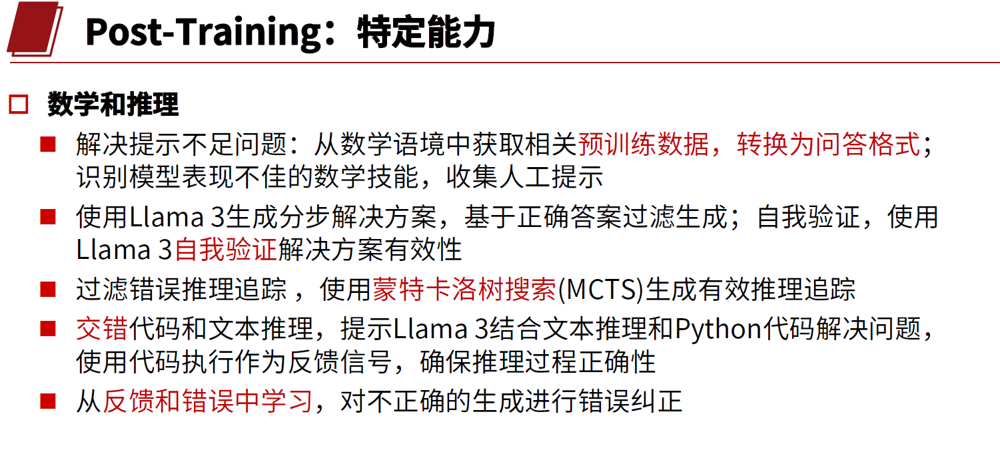 Post-Training：特定能力
数学和推理
解决提示不足问题：从数学语境中获取相关预训练数据，转换为问答格式；
识别模型表现不佳的数学技能，收集人工提示
使用Llama 3生成分步解决方案，基于正确答案过滤生成；自我验证，使用
Llama 3自我验证解决方案有效性
过滤错误推理追踪 ，使用蒙特卡洛树搜索(MCTS)生成有效推理追踪
交错代码和文本推理，提示Llama 3结合文本推理和Python代码解决问题，
使用代码执行作为反馈信号，确保推理过程正确性
从反馈和错误中学习，对不正确的生成进行错误纠正